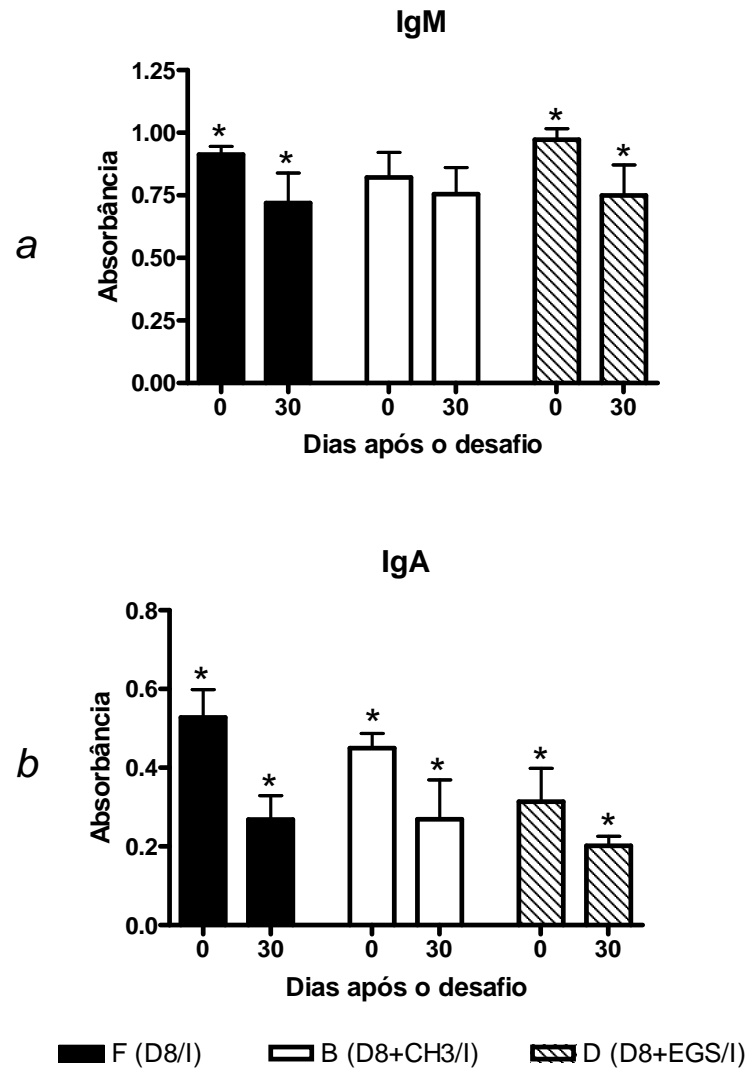 IgM
a
Absorbância
1.25
1.00
0.75
0.50
0.25
0.00
* * * *
0 30 0 30 0 30
Dias após o desafio
IgA
b
Absorbância
0.8
0.6
0.4
0.2
0.0
* * * * * *
0 30 0 30 0 30
Dias após o desafio
F (D8/I) B (D8+CH3/I) D (D8+EGS/I)